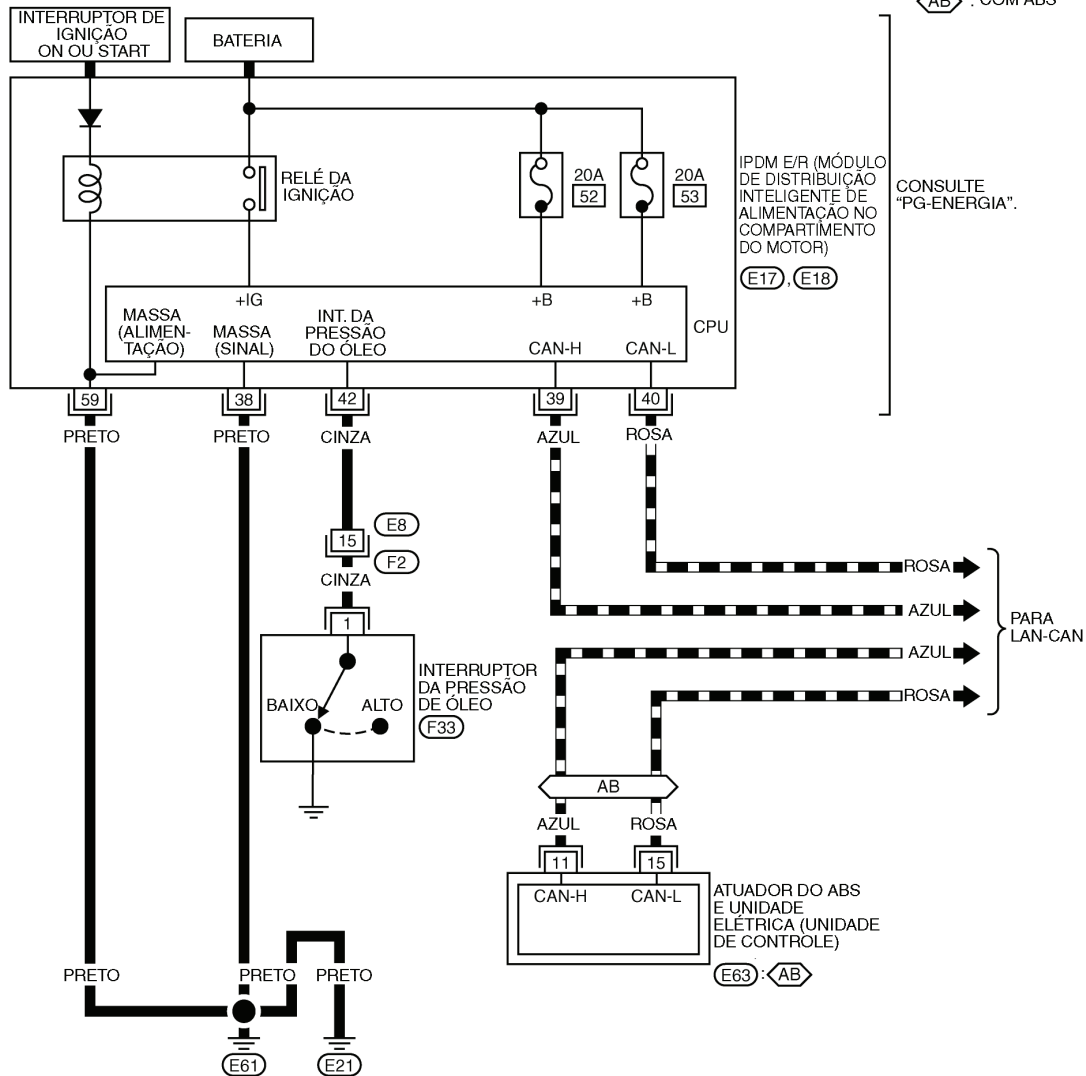 AB : COM ABS
INTERRUPTOR DE
IGNIÇÃO
ON OU START
BATERIA
RELÉ DA
IGNIÇÃO
20A
52
20A
53
IPDM E/R (MÓDULO
DE DISTRIBUIÇÃO
INTELIGENTE DE
ALIMENTAÇÃO NO
COMPARTIMENTO
DO MOTOR)
E17 , E18
CONSULTE
“PG-ENERGIA”.
+IG
+B
+B
MASSA
(ALIMEN-
TAÇÃO)
MASSA
(SINAL)
INT. DA
PRESSÃO
DO ÓLEO
CAN-H
CAN-L
CPU
59
38
42
39
40
PRETO
PRETO
CINZA
AZUL
ROSA
15
E8
F2
CINZA
1
INTERRUPTOR
DA PRESSÃO
DE ÓLEO
F33
BAIXO
ALTO
ROSA
AZUL
AZUL
ROSA
PARA
LAN-CAN
AB
AZUL
ROSA
11
15
CAN-H
CAN-L
ATUADOR DO ABS
E UNIDADE
ELÉTRICA (UNIDADE
DE CONTROLE)
E63 : AB
PRETO
PRETO
PRETO
E61
E21